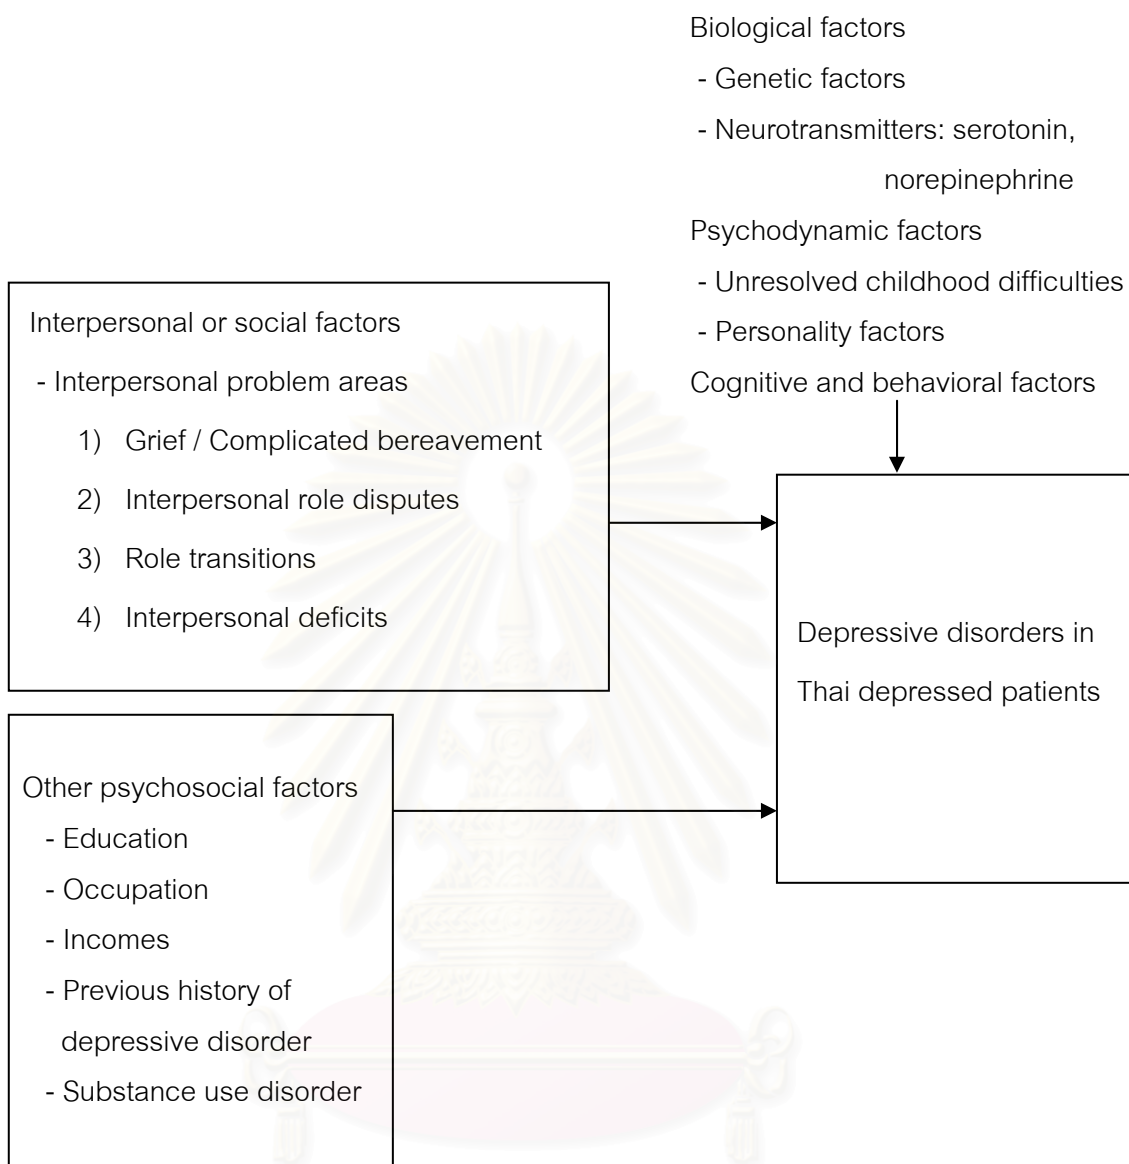 Biological factors
- Genetic factors
- Neurotransmitters: serotonin,
norepinephrine
Psychodynamic factors
- Unresolved childhood difficulties
- Personality factors
Cognitive and behavioral factors
Interpersonal or social factors
- Interpersonal problem areas
1) Grief / Complicated bereavement
2) Interpersonal role disputes
3) Role transitions
4) Interpersonal deficits
Depressive disorders in
Thai depressed patients
Other psychosocial factors
- Education
- Occupation
- Incomes
- Previous history of
depressive disorder
- Substance use disorder